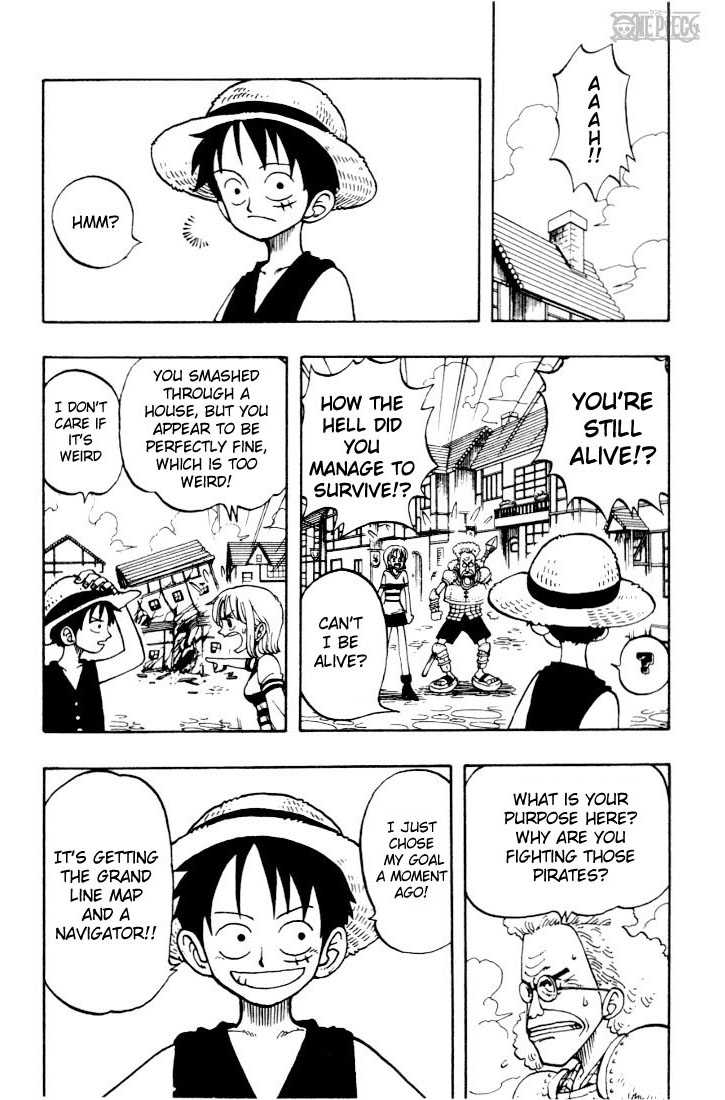 ONE PIECE
AAAH!!
HMM?
YOU'RE
STILL
ALIVE!?
HOW THE
HELL DID
YOU
MANAGE TO
SURVIVE!?
CAN'T
I BE
ALIVE?
?
YOU SMASHED
THROUGH A
HOUSE, BUT YOU
APPEAR TO BE
PERFECTLY FINE,
WHICH IS TOO
WEIRD!
I DON'T
CARE IF
IT'S
WEIRD
WHAT IS YOUR
PURPOSE HERE?
WHY ARE YOU
FIGHTING THOSE
PIRATES?
I JUST
CHOSE
MY GOAL
A MOMENT
AGO!
IT'S GETTING
THE GRAND
LINE MAP
AND A
NAVIGATOR!!